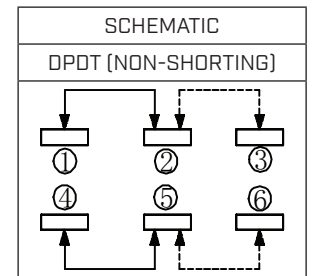 SCHEMATIC
DPDT (NON-SHORTING)
① ② ③
④ ⑤ ⑥